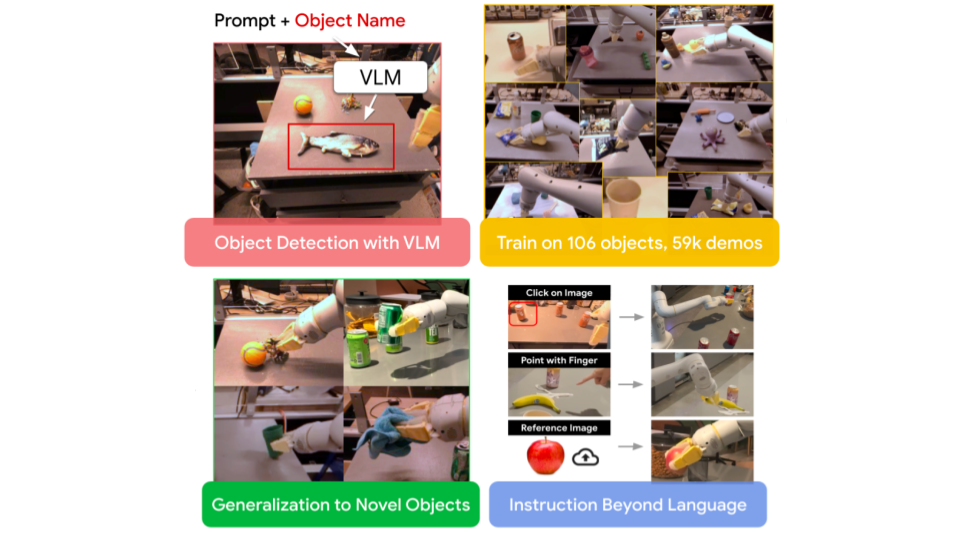 Prompt + Object Name
VLM
Object Detection with VLM
Train on 106 objects, 59k demos
Click on Image
Point with Finger
Reference Image
Generalization to Novel Objects
Instruction Beyond Language